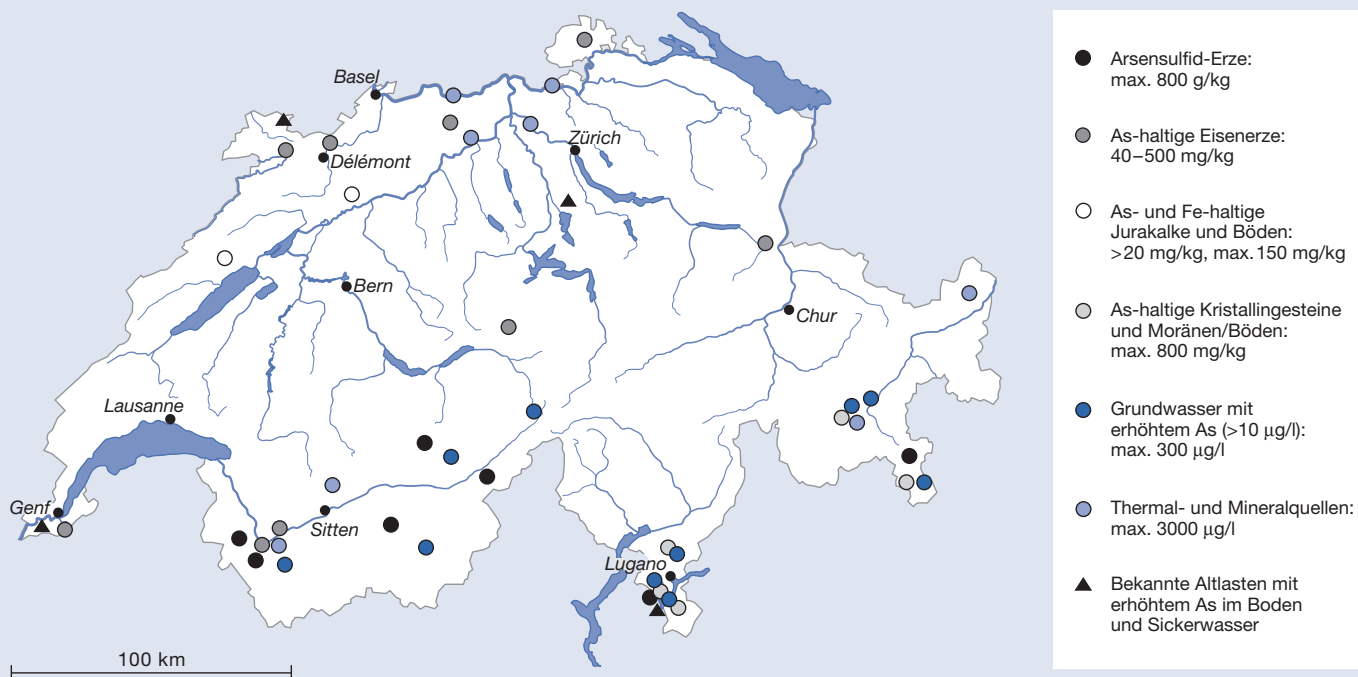 Basel
Zürich
Délémont
Bern
Chur
Lausanne
Genf
Sitten
Lugano
100 km
Arsensulfid-Erze:
max. 800 g/kg
As-haltige Eisenerze:
40–500 mg/kg
As- und Fe-haltige
Jurakalke und Böden:
>20 mg/kg, max. 150 mg/kg
As-haltige Kristallingesteine
und Moränen/Böden:
max. 800 mg/kg
Grundwasser mit
erhöhtem As (>10 µg/l):
max. 300 µg/l
Thermal- und Mineralquellen:
max. 3000 µg/l
Bekannte Altlasten mit
erhöhtem As im Boden
und Sickerwasser